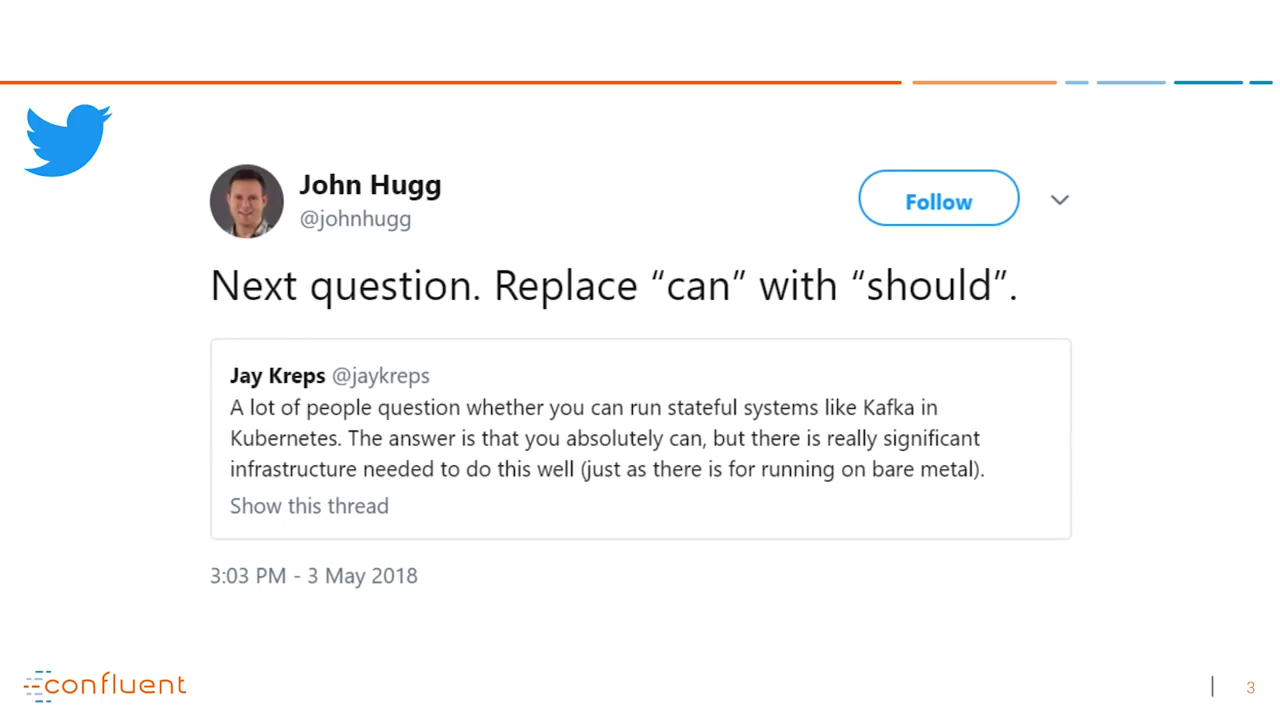 John Hugg
@johnhugg
Follow
Next question. Replace “can” with “should”.
Jay Kreps @jaykreps
A lot of people question whether you can run stateful systems like Kafka in
Kubernetes. The answer is that you absolutely can, but there is really significant
infrastructure needed to do this well (just as there is for running on bare metal).
Show this thread
3:03 PM - 3 May 2018
confluent
3